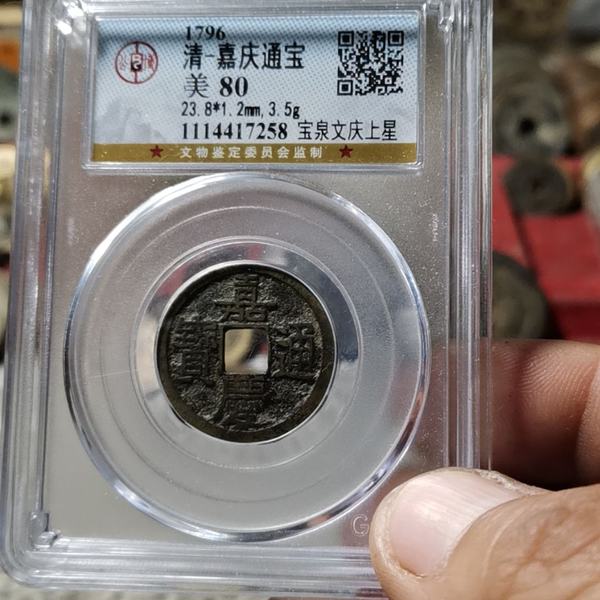 1796
清-嘉庆通宝
美 80
23.8*1.2mm, 3.5g
1114417258 宝泉文庆上星
★ 文物鉴定委员会监制 ★
嘉
寶 通
慶
G